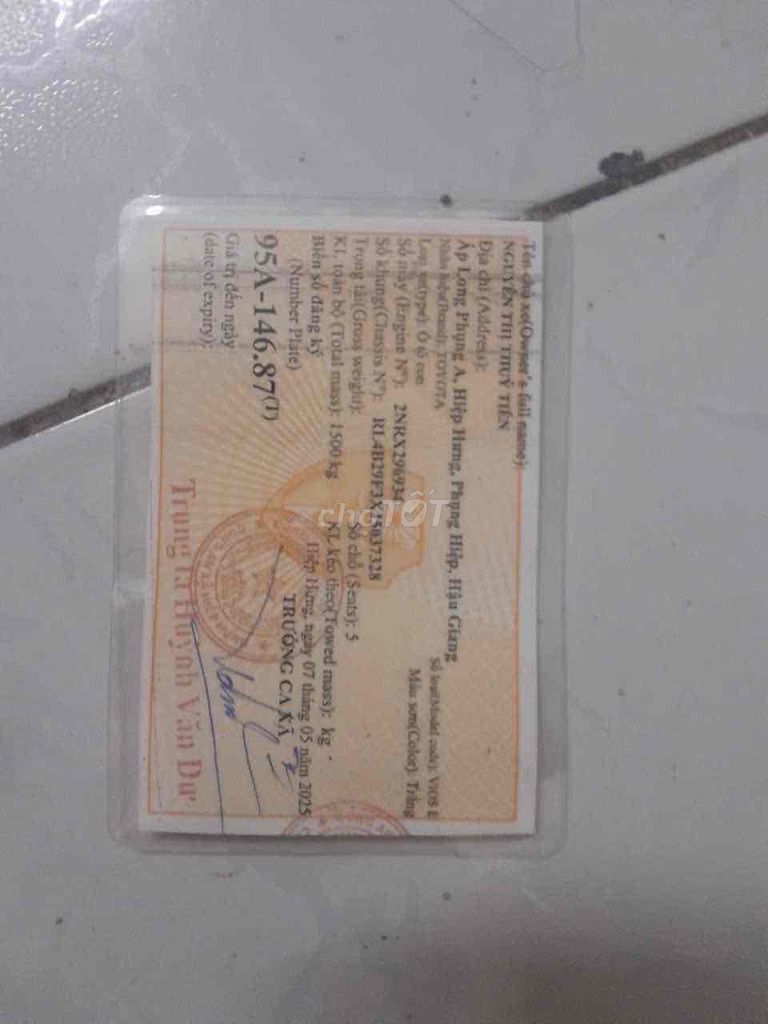 Tên chủ xe(Owner's full name):
NGUYỄN THỊ THUỲ TIÊN
Địa chỉ (Address):
Ấp Long Phụng A, Hiệp Hưng, Phụng Hiệp, Hậu Giang
Nhãn hiệu(Brand): TOYOTA Số loại(Model code): VIOS E
Loại xe(type): Ô tô con Màu sơn(Color): Trắng
Số máy (Engine Nº): 2NRX296934
Số khung(Chassis Nº): RL4B29F3XJ5037328
Trọng tải(Gross weight): Số chỗ (Seats): 5
Kl, toàn bộ (Total mass): 1500 kg Kl, kéo theo(Towed mass): kg
Biển số đăng ký Hiệp Hưng, ngày 07 tháng 05 năm 2025
(Number Plate) TRƯỞNG CA XÃ
95A-146.87(T)
Giá trị đến ngày
(date of expiry):
Trung tá Huỳnh Văn Dư
chợTỐT